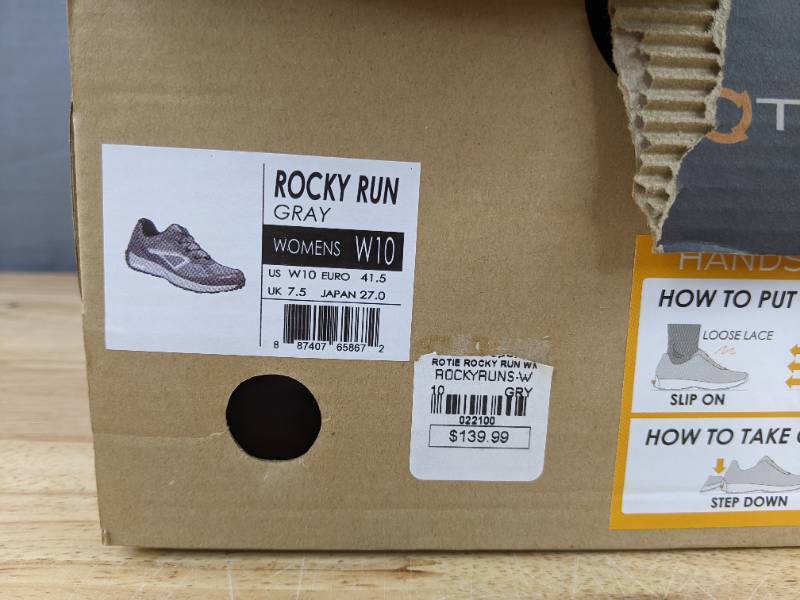 ROCKY RUN
GRAY
WOMENS W10
US W10 EURO 41.5
UK 7.5 JAPAN 27.0
8 87407 65867 2
ROTIE ROCKY RUN WM
ROCKYRUNS-W
10 GRY
022100
$139.99
HANDS
HOW TO PUT
LOOSE LACE
SLIP ON
HOW TO TAKE
STEP DOWN